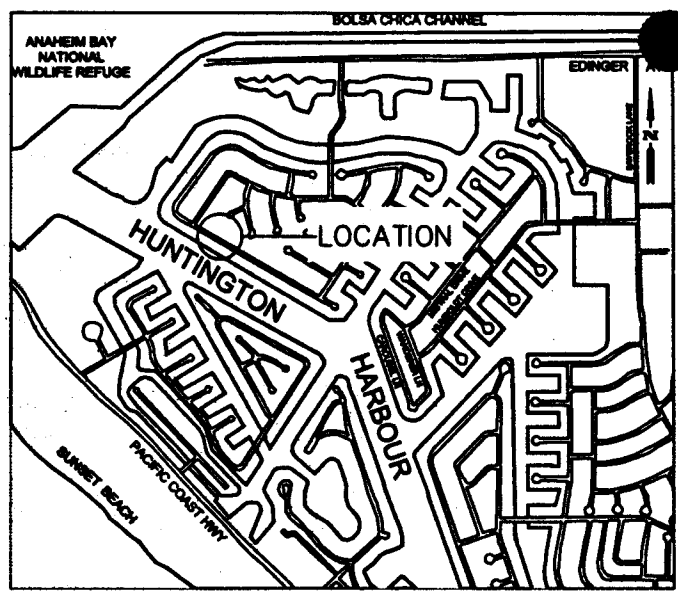 BOLSA CHICA CHANNEL
ANAHEIM BAY
NATIONAL
WILDLIFE REFUGE
EDINGER
N
LOCATION
HUNTINGTON
HARBOUR
PACIFIC COAST HWY
SUNSET BEACH